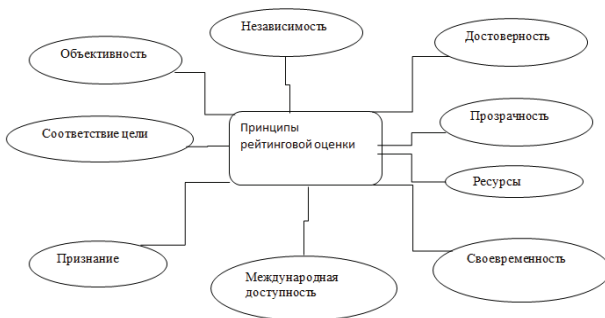 Независимость
Достоверность
Объективность
Прозрачность
Принципы
рейтинговой оценки
Соответствие цели
Ресурсы
Признание
Своевременность
Международная
доступность